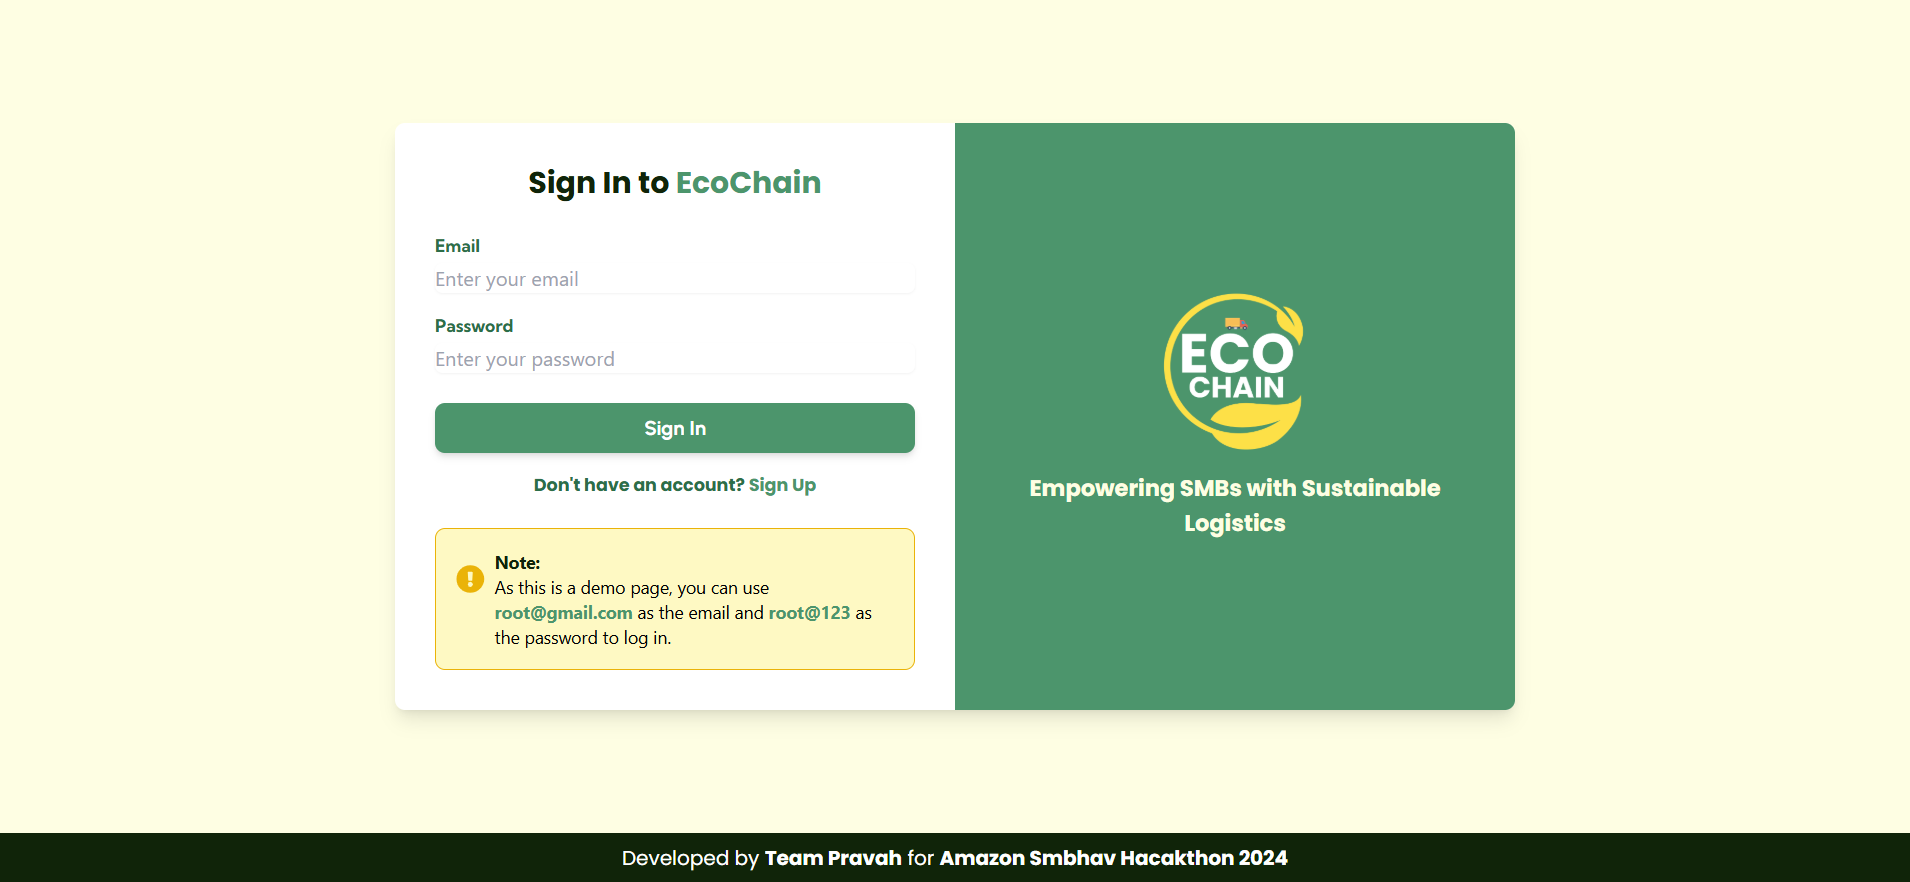 Sign In to EcoChain
Email
Enter your email
Password
Enter your password
Sign In
Don't have an account? Sign Up
Note:
As this is a demo page, you can use
root@gmail.com as the email and root@123 as
the password to log in.
ECO
CHAIN
Empowering SMBs with Sustainable
Logistics
Developed by Team Pravah for Amazon Smbhav Hacakthon 2024